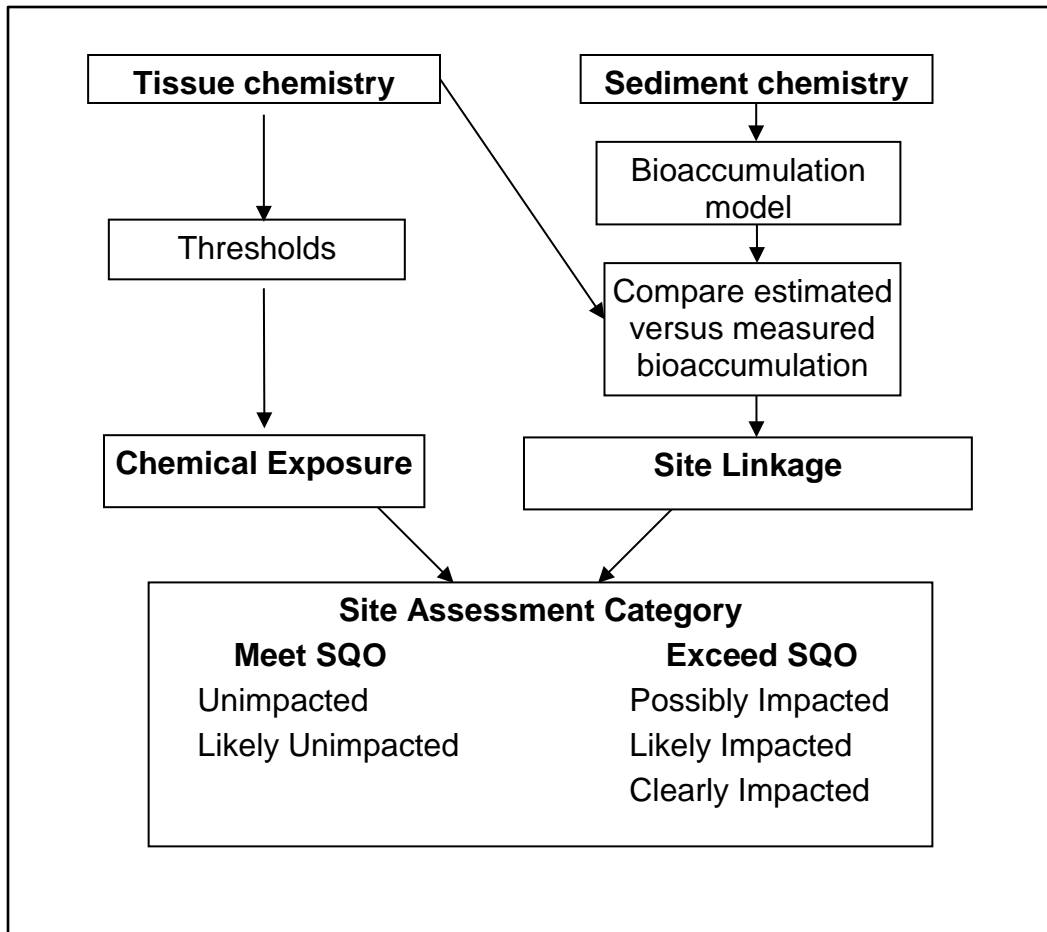 Tissue chemistry
Sediment chemistry
Bioaccumulation
model
Thresholds
Compare estimated
versus measured
bioaccumulation
Chemical Exposure
Site Linkage
Site Assessment Category
Meet SQO
Exceed SQO
Unimpacted
Possibly Impacted
Likely Unimpacted
Likely Impacted
Clearly Impacted